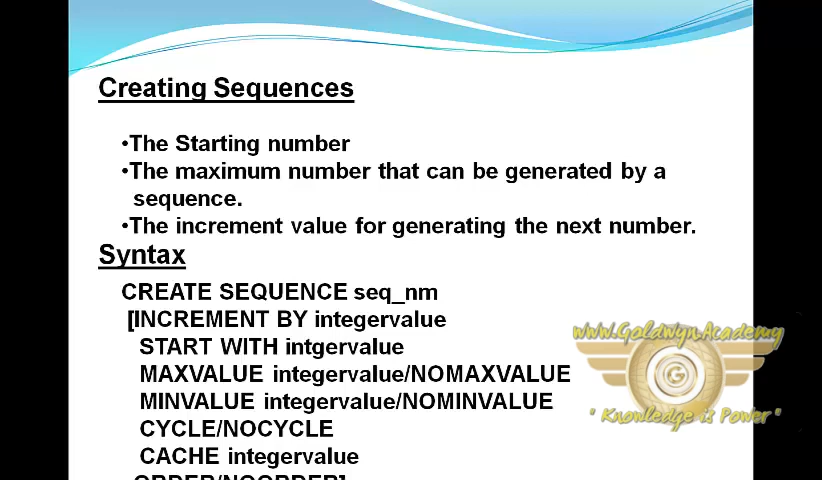 Creating Sequences
•The Starting number
•The maximum number that can be generated by a
sequence.
•The increment value for generating the next number.
Syntax
CREATE SEQUENCE seq_nm
[INCREMENT BY integervalue
START WITH intgervalue
MAXVALUE integervalue/NOMAXVALUE
MINVALUE integervalue/NOMINVALUE
CYCLE/NOCYCLE
CACHE integervalue
ORDER/NOORDER]
www.GoldwynAcademy
G
" Knowledge is Power "